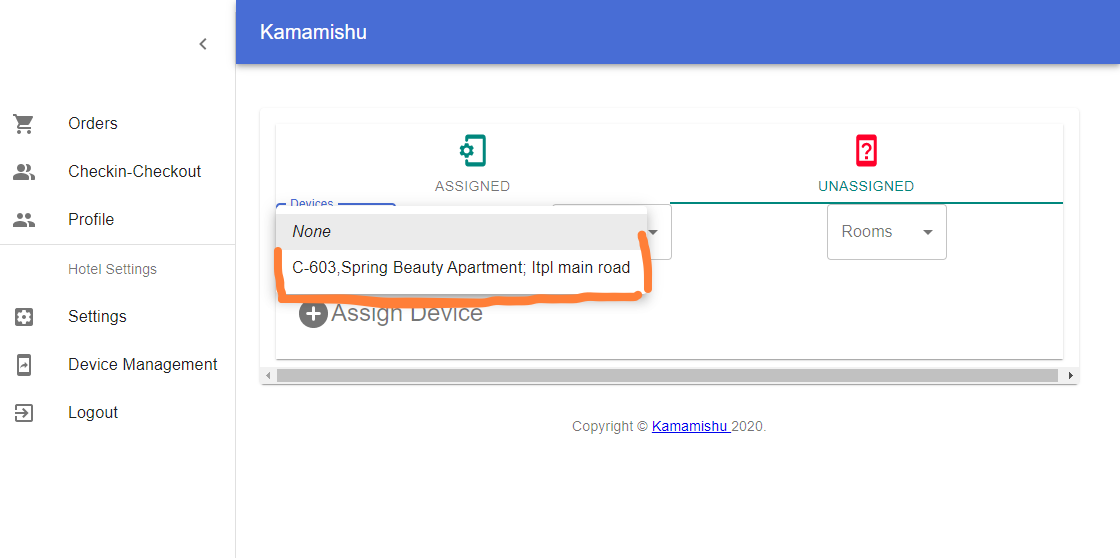 Kamamishu
Orders
Checkin-Checkout
Profile
Hotel Settings
Settings
Device Management
Logout
ASSIGNED
UNASSIGNED
Devices
None
C-603,Spring Beauty Apartment; Itpl main road
Rooms
Assign Device
Copyright © Kamamishu 2020.